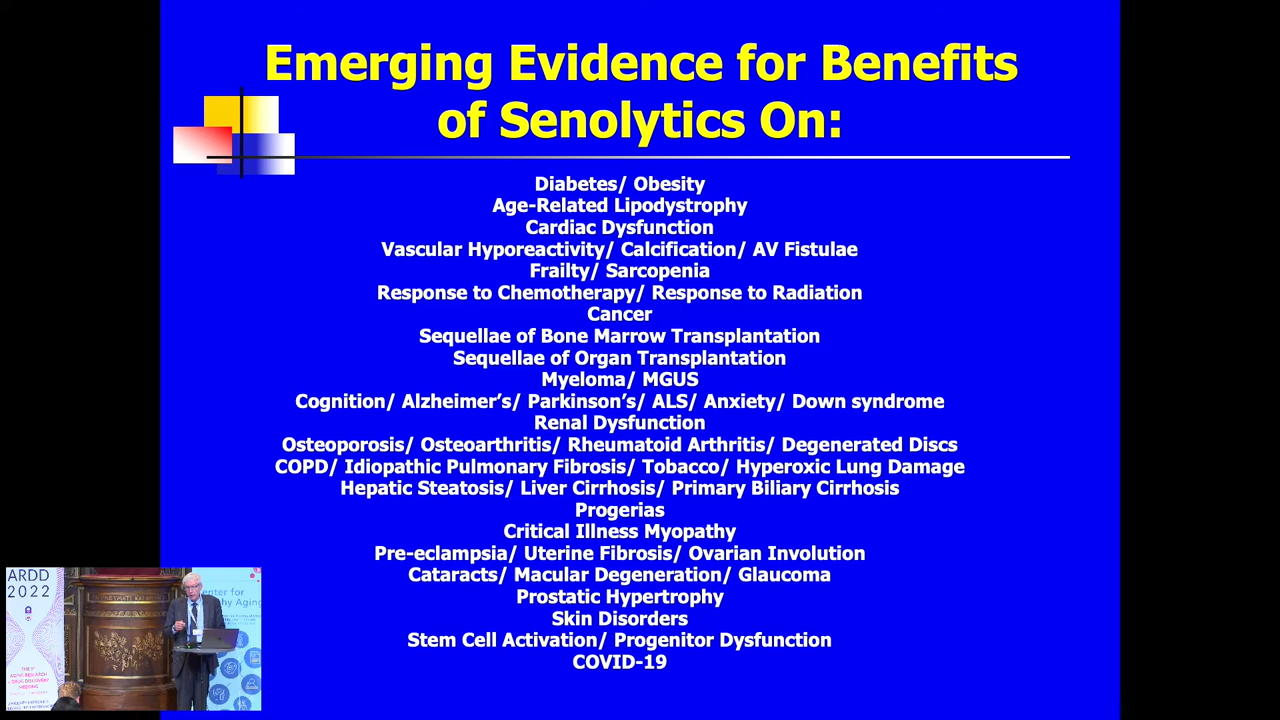 Emerging Evidence for Benefits
of Senolytics On:
Diabetes/ Obesity
Age-Related Lipodystrophy
Cardiac Dysfunction
Vascular Hyporeactivity/ Calcification/ AV Fistulae
Frailty/ Sarcopenia
Response to Chemotherapy/ Response to Radiation
Cancer
Sequellae of Bone Marrow Transplantation
Sequellae of Organ Transplantation
Myeloma/ MGUS
Cognition/ Alzheimer's/ Parkinson's/ ALS/ Anxiety/ Down syndrome
Renal Dysfunction
Osteoporosis/ Osteoarthritis/ Rheumatoid Arthritis/ Degenerated Discs
COPD/ Idiopathic Pulmonary Fibrosis/ Tobacco/ Hyperoxic Lung Damage
Hepatic Steatosis/ Liver Cirrhosis/ Primary Biliary Cirrhosis
Progerias
Critical Illness Myopathy
Pre-eclampsia/ Uterine Fibrosis/ Ovarian Involution
Cataracts/ Macular Degeneration/ Glaucoma
Prostatic Hypertrophy
Skin Disorders
Stem Cell Activation/ Progenitor Dysfunction
COVID-19
ARDD
2022
enter for
hy Aging